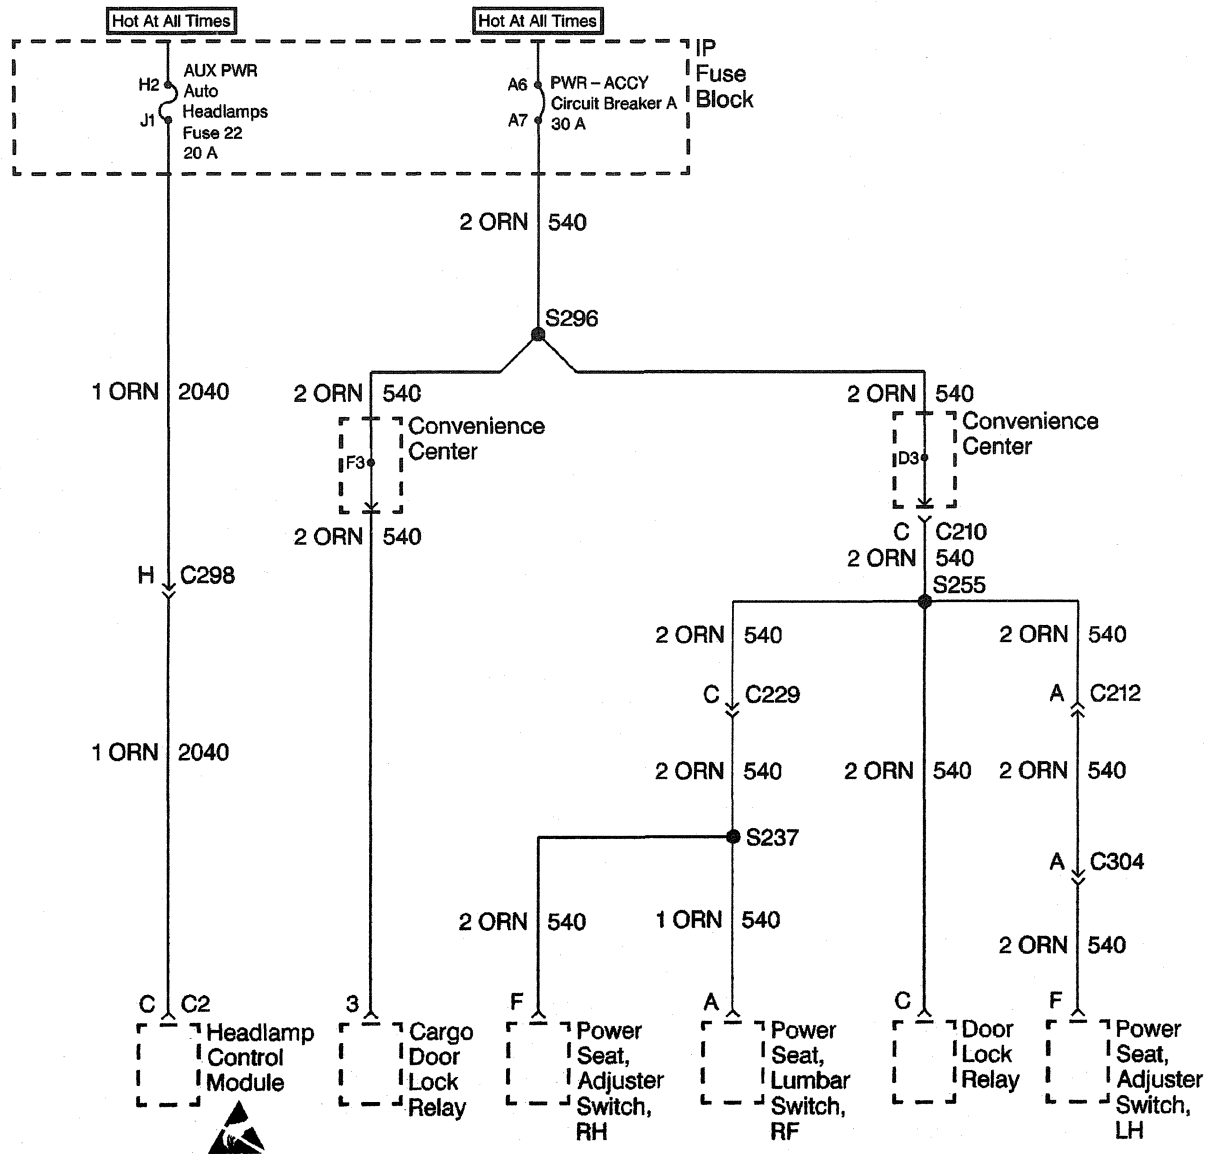 Hot At All Times
Hot At All Times
IP
Fuse
Block
H2
J1
AUX PWR
Auto
Headlamps
Fuse 22
20 A
A6
A7
PWR – ACCY
Circuit Breaker A
30 A
2 ORN 540
S296
1 ORN 2040
2 ORN 540
2 ORN 540
Convenience
Center
F3
Convenience
Center
D3
2 ORN 540
C C210
2 ORN 540
S255
H C298
2 ORN 540
2 ORN 540
C C229
A C212
1 ORN 2040
2 ORN 540
2 ORN 540
2 ORN 540
S237
A C304
2 ORN 540
1 ORN 540
2 ORN 540
C C2
3
F
A
C
F
Headlamp
Control
Module
Cargo
Door
Lock
Relay
Power
Seat,
Adjuster
Switch,
RH
Power
Seat,
Lumbar
Switch,
RF
Door
Lock
Relay
Power
Seat,
Adjuster
Switch,
LH